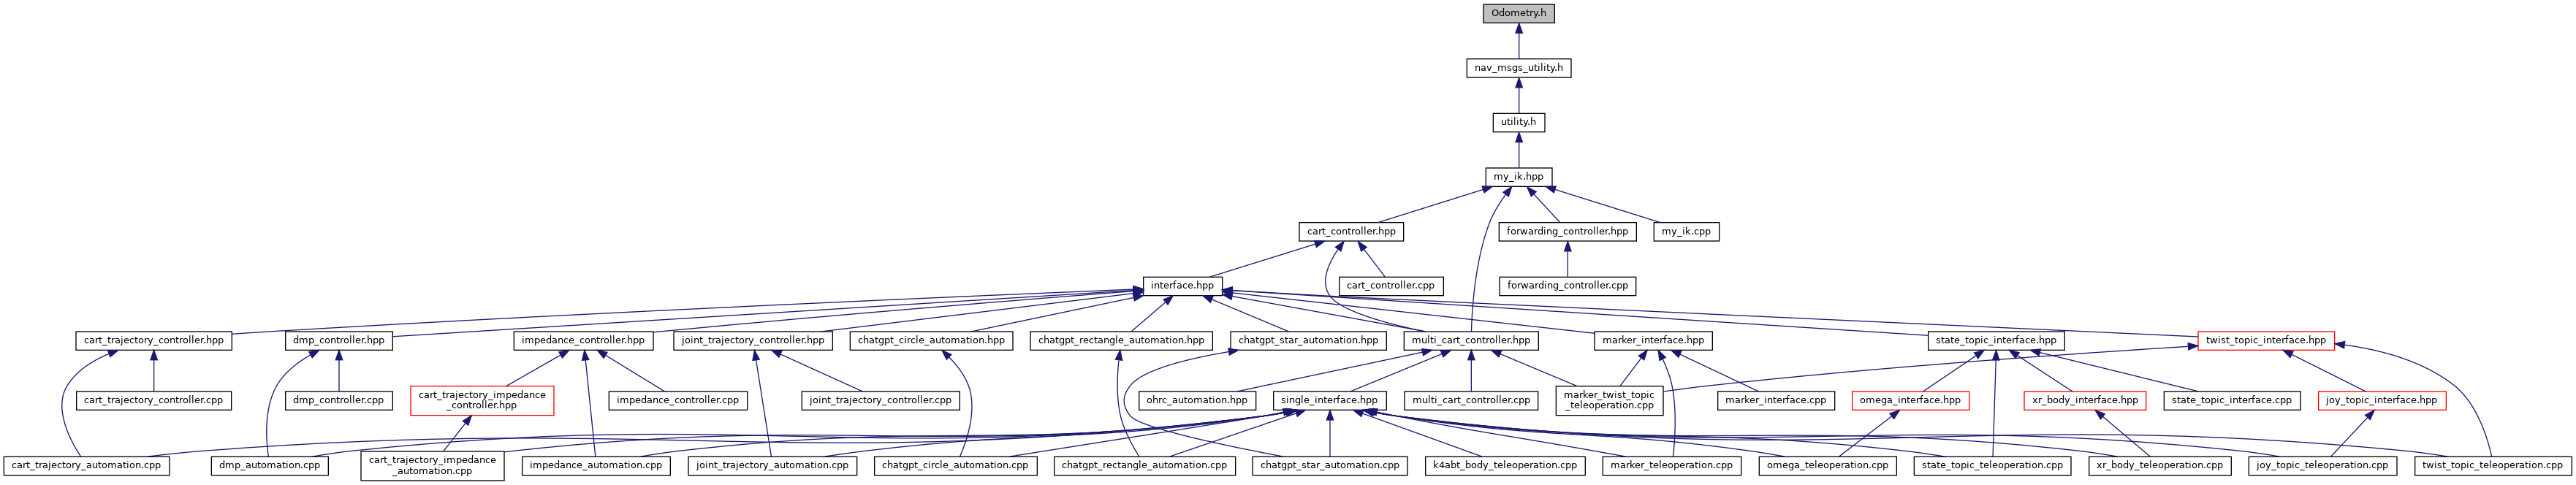 Odometry.h
nav_msgs_utility.h
utility.h
my_ik.hpp
cart_controller.hpp
forwarding_controller.hpp
my_ik.cpp
interface.hpp
cart_controller.cpp
forwarding_controller.cpp
cart_trajectory_controller.hpp
dmp_controller.hpp
impedance_controller.hpp
joint_trajectory_controller.hpp
chatgpt_circle_automation.hpp
chatgpt_rectangle_automation.hpp
chatgpt_star_automation.hpp
multi_cart_controller.hpp
marker_interface.hpp
state_topic_interface.hpp
twist_topic_interface.hpp
cart_trajectory_controller.cpp
dmp_controller.cpp
cart_trajectory_impedance
_controller.hpp
impedance_controller.cpp
joint_trajectory_controller.cpp
ohrc_automation.hpp
single_interface.hpp
multi_cart_controller.cpp
marker_twist_topic
_teleoperation.cpp
marker_interface.cpp
omega_interface.hpp
xr_body_interface.hpp
state_topic_interface.cpp
joy_topic_interface.hpp
cart_trajectory_automation.cpp
dmp_automation.cpp
cart_trajectory_impedance
_automation.cpp
impedance_automation.cpp
joint_trajectory_automation.cpp
chatgpt_circle_automation.cpp
chatgpt_rectangle_automation.cpp
chatgpt_star_automation.cpp
k4abt_body_teleoperation.cpp
marker_teleoperation.cpp
omega_teleoperation.cpp
state_topic_teleoperation.cpp
xr_body_teleoperation.cpp
joy_topic_teleoperation.cpp
twist_topic_teleoperation.cpp